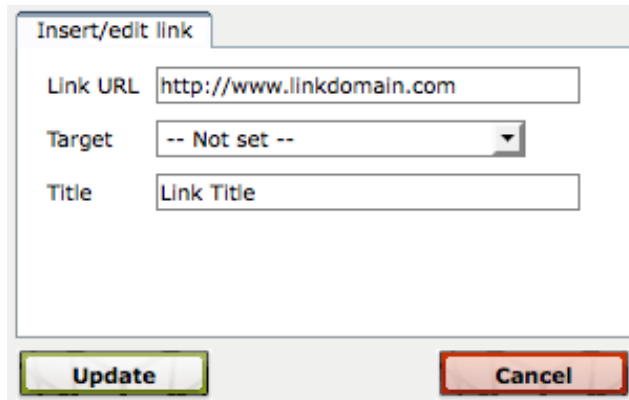 Insert/edit link
Link URL http://www.linkdomain.com
Target -- Not set --
Title Link Title
Update Cancel